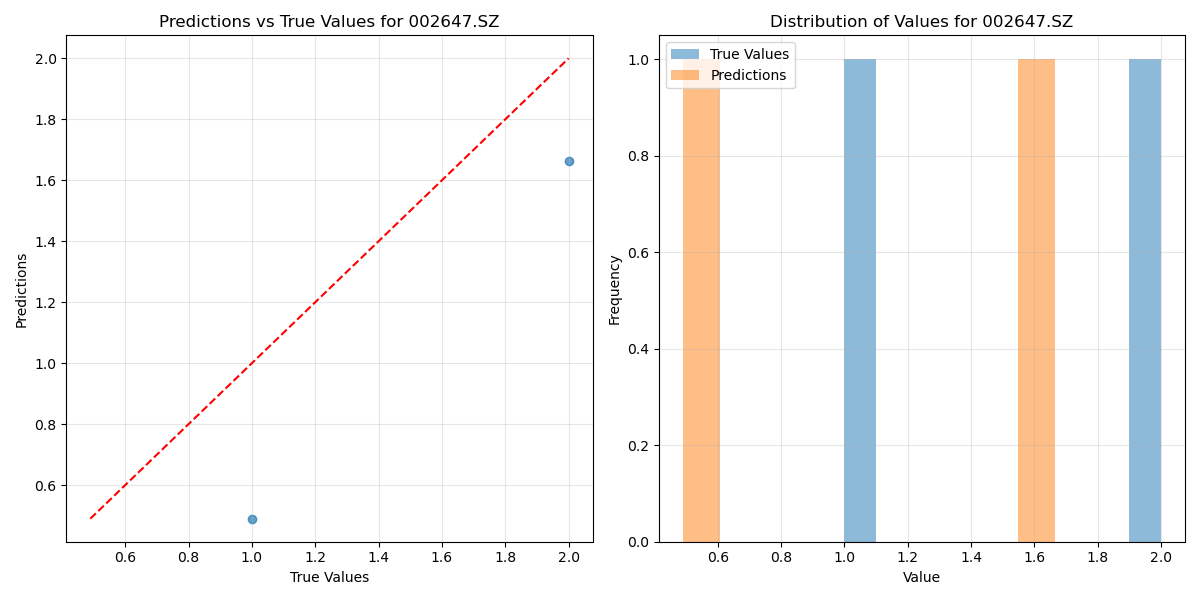 Predictions vs True Values for 002647.SZ
2.0
1.8
1.6
1.4
1.2
1.0
0.8
0.6
Predictions
0.6 0.8 1.0 1.2 1.4 1.6 1.8 2.0
True Values
Distribution of Values for 002647.SZ
True Values
Predictions
1.0
0.8
0.6
0.4
0.2
0.0
Frequency
0.6 0.8 1.0 1.2 1.4 1.6 1.8 2.0
Value